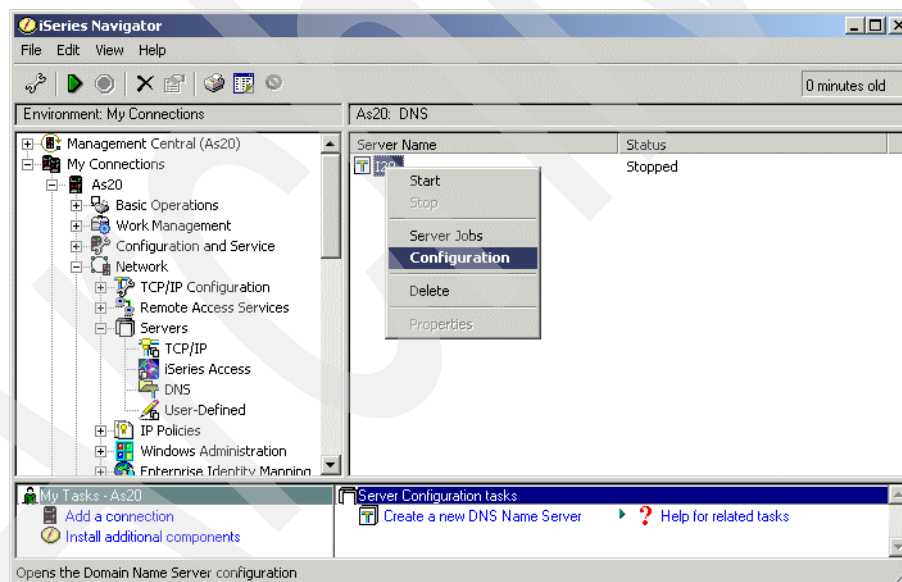 iSeries Navigator
File Edit View Help
0 minutes old
Environment: My Connections
As20: DNS
Management Central (As20)
My Connections
As20
Basic Operations
Work Management
Configuration and Service
Network
TCP/IP Configuration
Remote Access Services
Servers
TCP/IP
iSeries Access
DNS
User-Defined
IP Policies
Windows Administration
Enterprise Identity Mapping
Server Name Status
I20 Stopped
Start
Stop
Server Jobs
Configuration
Delete
Properties
My Tasks - As20
Add a connection
Install additional components
Server Configuration tasks
Create a new DNS Name Server
Help for related tasks
Opens the Domain Name Server configuration